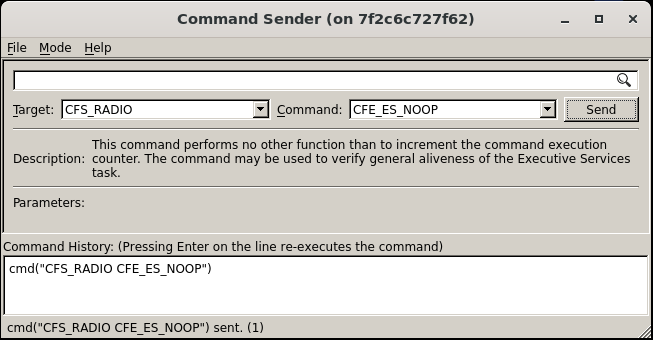 Command Sender (on 7f2c6c727f62)
File Mode Help
Target: CFS_RADIO Command: CFE_ES_NOOP Send
This command performs no other function than to increment the command execution
Description: counter. The command may be used to verify general aliveness of the Executive Services
task.
Parameters:
Command History: (Pressing Enter on the line re-executes the command)
cmd("CFS_RADIO CFE_ES_NOOP")
cmd("CFS_RADIO CFE_ES_NOOP") sent. (1)